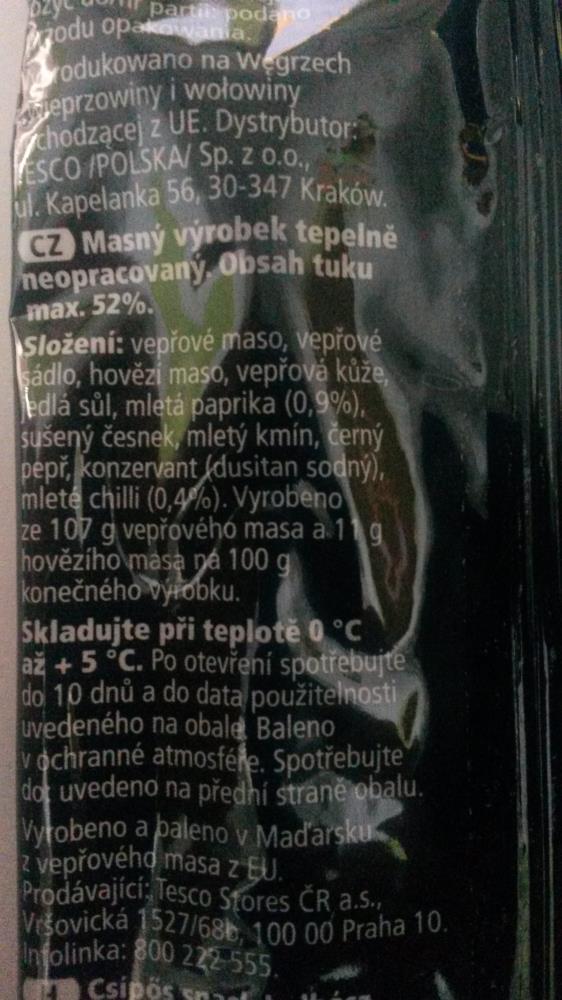 partii: podano
opakowania.
Wyprodukowano na Węgrzech
wieprzowiny i wołowiny
pochodzącej z UE. Dystrybutor:
TESCO /POLSKA/ Sp. z o.o.,
ul. Kapelanka 56, 30-347 Kraków.
CZ Masný výrobek tepelně
neopracovaný. Obsah tuku
max. 52%.
Složení: vepřové maso, vepřové
sádlo, hovězí maso, vepřová kůže,
jedlá sůl, mletá paprika (0,9%),
sušený česnek, mletý kmín, černý
pepř, konzervant (dusitan sodný),
mleté chilli (0,4%). Vyrobeno
ze 107 g vepřového masa a 11 g
hovězího masa na 100 g
konečného výrobku.
Skladujte při teplotě 0 °C
až + 5 °C. Po otevření spotřebujte
do 10 dnů a do data použitelnosti
uvedeného na obale. Baleno
v ochranné atmosféře. Spotřebujte
do: uvedeno na přední straně obalu.
Vyrobeno a baleno v Maďarsku
z vepřového masa z EU.
Prodávající: Tesco Stores ČR a.s.,
Vršovická 1527/68b, 100 00 Praha 10.
Infolinka: 800 222 555.
H Csípős